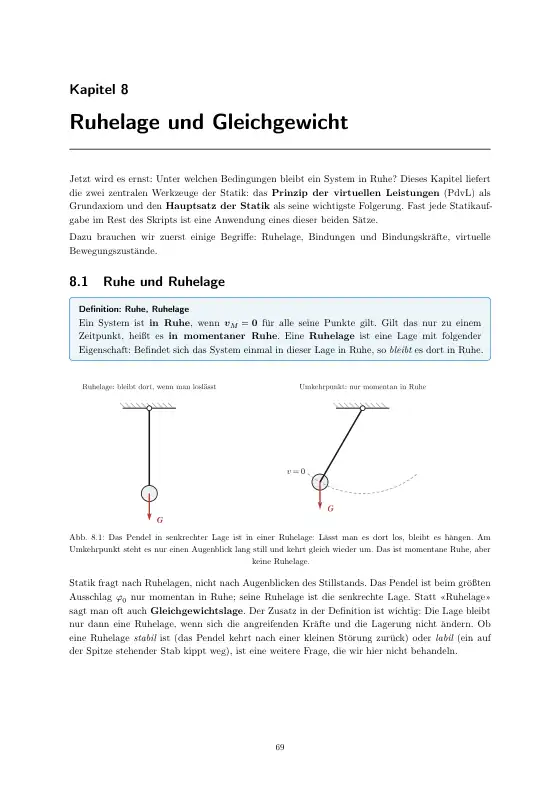 Kapitel 8
Ruhelage und Gleichgewicht
Jetzt wird es ernst: Unter welchen Bedingungen bleibt ein System in Ruhe? Dieses Kapitel liefert
die zwei zentralen Werkzeuge der Statik: das Prinzip der virtuellen Leistungen (PdvL) als
Grundaxiom und den Hauptsatz der Statik als seine wichtigste Folgerung. Fast jede Statikauf-
gabe im Rest des Skripts ist eine Anwendung eines dieser beiden Sätze.
Dazu brauchen wir zuerst einige Begriffe: Ruhelage, Bindungen und Bindungskräfte, virtuelle
Bewegungszustände.
8.1 Ruhe und Ruhelage
Definition: Ruhe, Ruhelage
Ein System ist in Ruhe, wenn v_M = 0 für alle seine Punkte gilt. Gilt das nur zu einem
Zeitpunkt, heißt es in momentaner Ruhe. Eine Ruhelage ist eine Lage mit folgender
Eigenschaft: Befindet sich das System einmal in dieser Lage in Ruhe, so bleibt es dort in Ruhe.
Ruhelage: bleibt dort, wenn man loslässt
G
Umkehrpunkt: nur momentan in Ruhe
v = 0
G
Abb. 8.1: Das Pendel in senkrechter Lage ist in einer Ruhelage: Lässt man es dort los, bleibt es hängen. Am
Umkehrpunkt steht es nur einen Augenblick lang still und kehrt gleich wieder um. Das ist momentane Ruhe, aber
keine Ruhelage.
Statik fragt nach Ruhelagen, nicht nach Augenblicken des Stillstands. Das Pendel ist beim größten
Ausschlag φ₀ nur momentan in Ruhe; seine Ruhelage ist die senkrechte Lage. Statt «Ruhelage»
sagt man oft auch Gleichgewichtslage. Der Zusatz in der Definition ist wichtig: Die Lage bleibt
nur dann eine Ruhelage, wenn sich die angreifenden Kräfte und die Lagerung nicht ändern. Ob
eine Ruhelage stabil ist (das Pendel kehrt nach einer kleinen Störung zurück) oder labil (ein auf
der Spitze stehender Stab kippt weg), ist eine weitere Frage, die wir hier nicht behandeln.
69